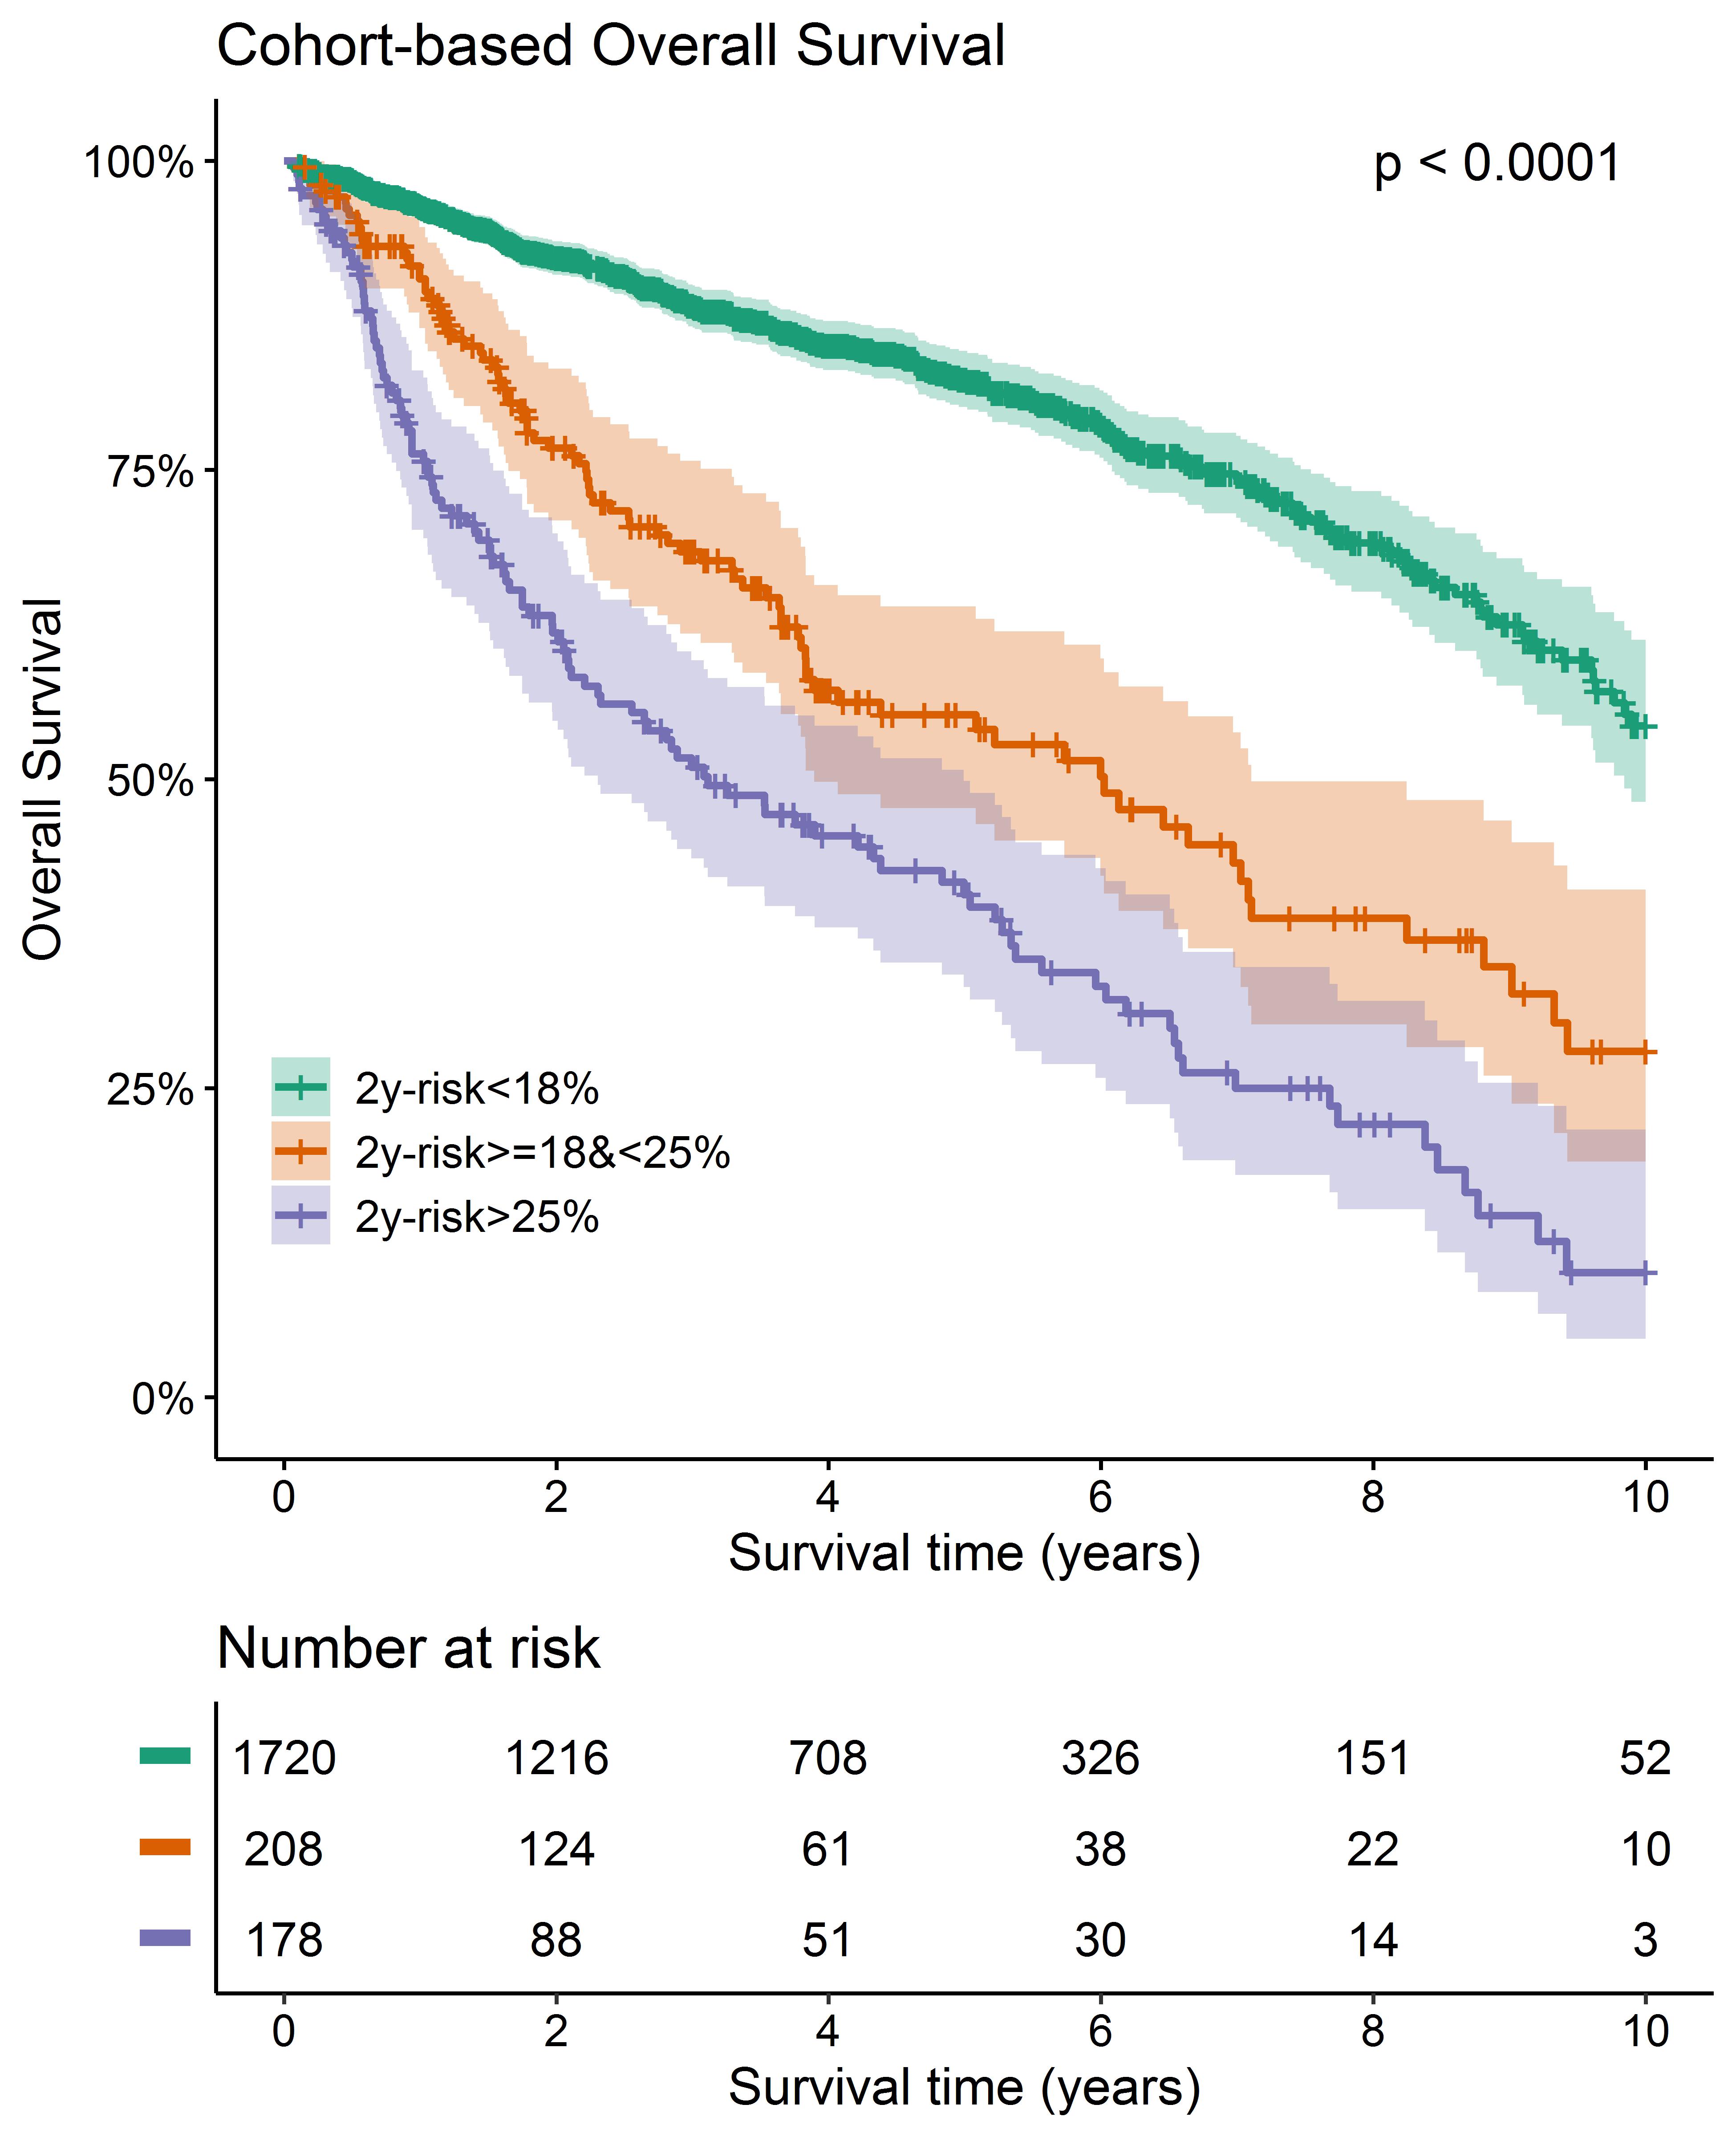 Cohort-based Overall Survival
p < 0.0001
100%
75%
50%
25%
0%
Overall Survival
2y-risk<18%
2y-risk>=18&<25%
2y-risk>25%
0 2 4 6 8 10
Survival time (years)
Number at risk
1720 1216 708 326 151 52
208 124 61 38 22 10
178 88 51 30 14 3
0 2 4 6 8 10
Survival time (years)